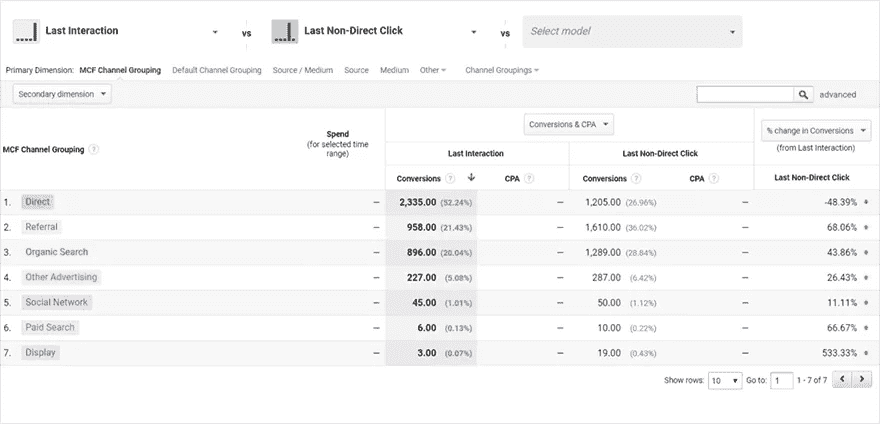 Last Interaction vs Last Non-Direct Click vs Select model
Primary Dimension: MCF Channel Grouping Default Channel Grouping Source / Medium Source Medium Other Channel Groupings
Secondary dimension advanced
Conversions & CPA % change in Conversions
MCF Channel Grouping ? Spend (for selected time range) (from Last Interaction)
Last Interaction Last Non-Direct Click
Conversions ? CPA ? Conversions ? CPA ? Last Non-Direct Click
1. Direct — 2,335.00 (52.24%) — 1,205.00 (26.96%) — -48.39%
2. Referral — 958.00 (21.43%) — 1,610.00 (36.02%) — 68.06%
3. Organic Search — 896.00 (20.04%) — 1,289.00 (28.84%) — 43.86%
4. Other Advertising — 227.00 (5.08%) — 287.00 (6.42%) — 26.43%
5. Social Network — 45.00 (1.01%) — 50.00 (1.12%) — 11.11%
6. Paid Search — 6.00 (0.13%) — 10.00 (0.22%) — 66.67%
7. Display — 3.00 (0.07%) — 19.00 (0.43%) — 533.33%
Show rows: 10 Go to: 1 1 - 7 of 7